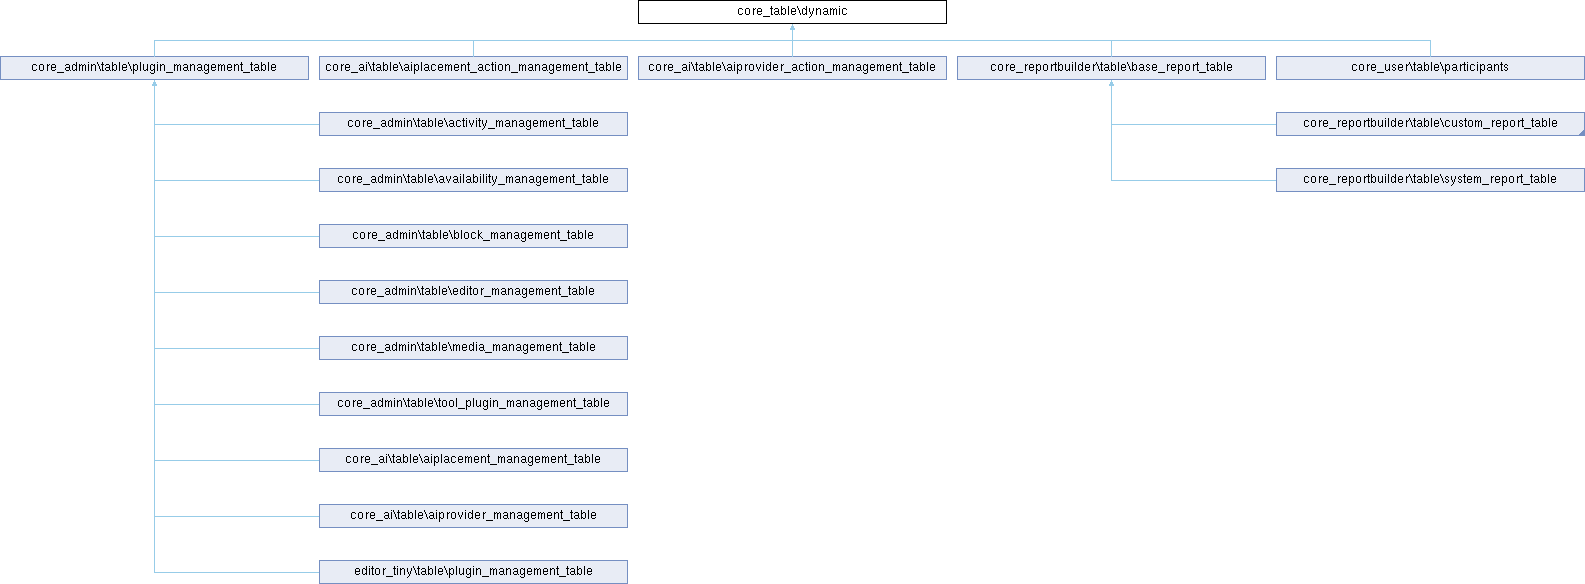 core_table\dynamic
core_admin\table\plugin_management_table
core_ai\table\aiplacement_action_management_table
core_ai\table\aiprovider_action_management_table
core_reportbuilder\table\base_report_table
core_user\table\participants
core_admin\table\activity_management_table
core_reportbuilder\table\custom_report_table
core_admin\table\availability_management_table
core_reportbuilder\table\system_report_table
core_admin\table\block_management_table
core_admin\table\editor_management_table
core_admin\table\media_management_table
core_admin\table\tool_plugin_management_table
core_ai\table\aiplacement_management_table
core_ai\table\aiprovider_management_table
editor_tiny\table\plugin_management_table